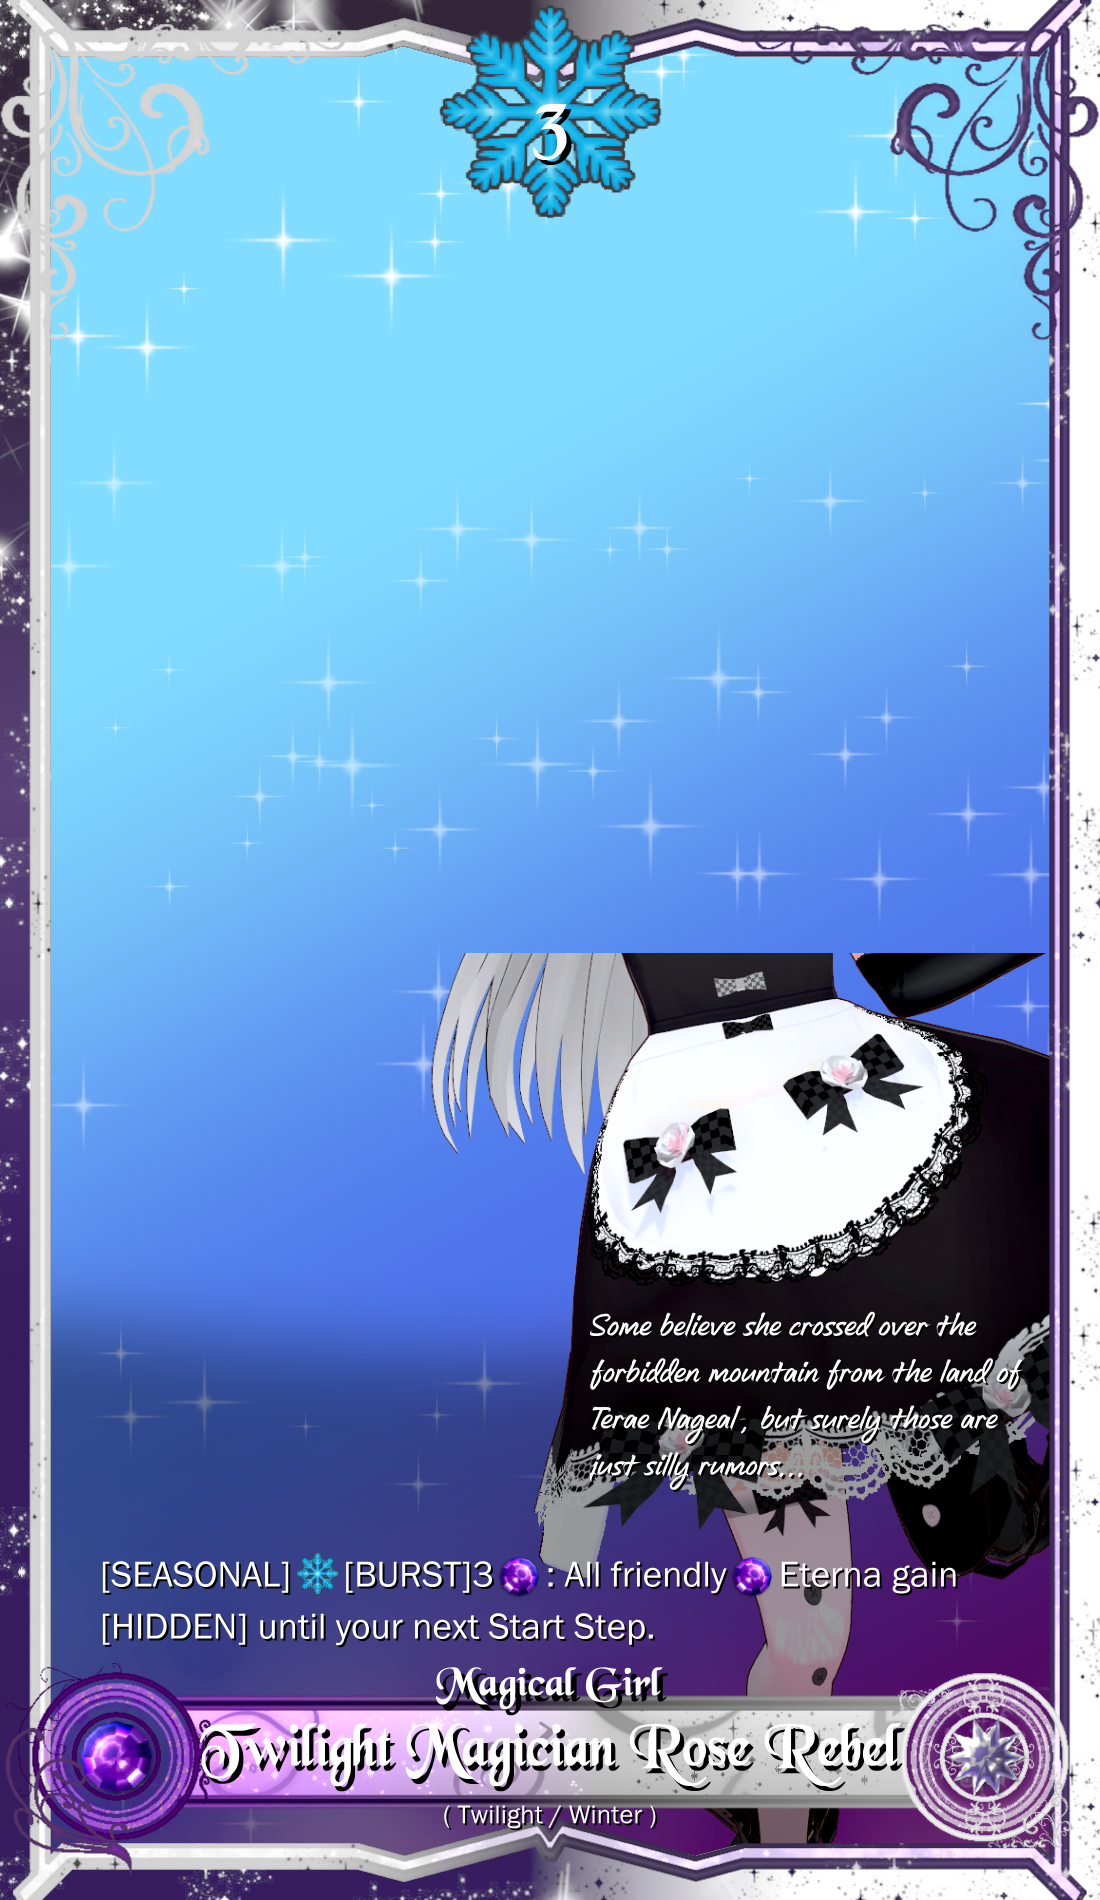 3
Some believe she crossed over the
forbidden mountain from the land of
Terae Nageal, but surely those are
just silly rumors...
[SEASONAL] [BURST]3 : All friendly Eterna gain
[HIDDEN] until your next Start Step.
Magical Girl
Twilight Magician Rose Rebel
( Twilight / Winter )